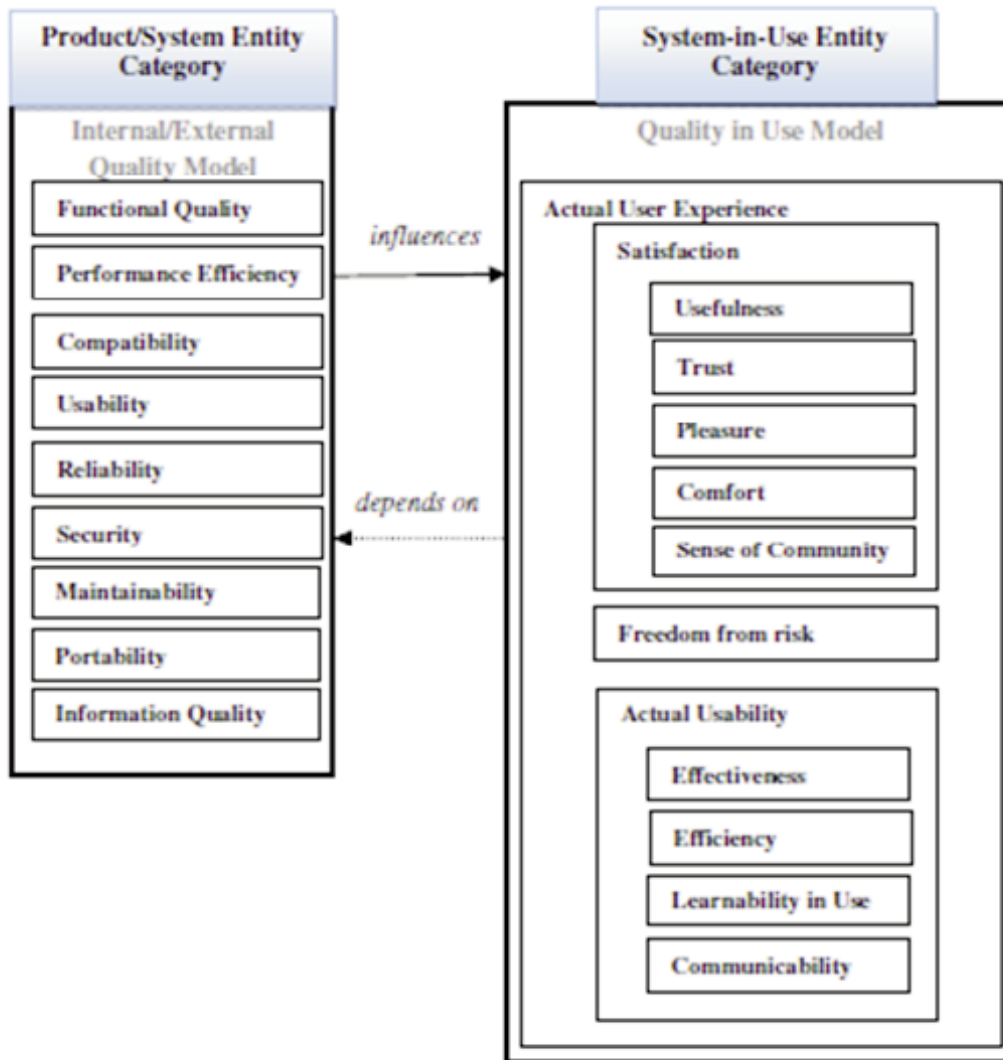 Product/System Entity
Category
Internal/External
Quality Model
Functional Quality
Performance Efficiency
Compatibility
Usability
Reliability
Security
Maintainability
Portability
Information Quality
influences
depends on
System-in-Use Entity
Category
Quality in Use Model
Actual User Experience
Satisfaction
Usefulness
Trust
Pleasure
Comfort
Sense of Community
Freedom from risk
Actual Usability
Effectiveness
Efficiency
Learnability in Use
Communicability